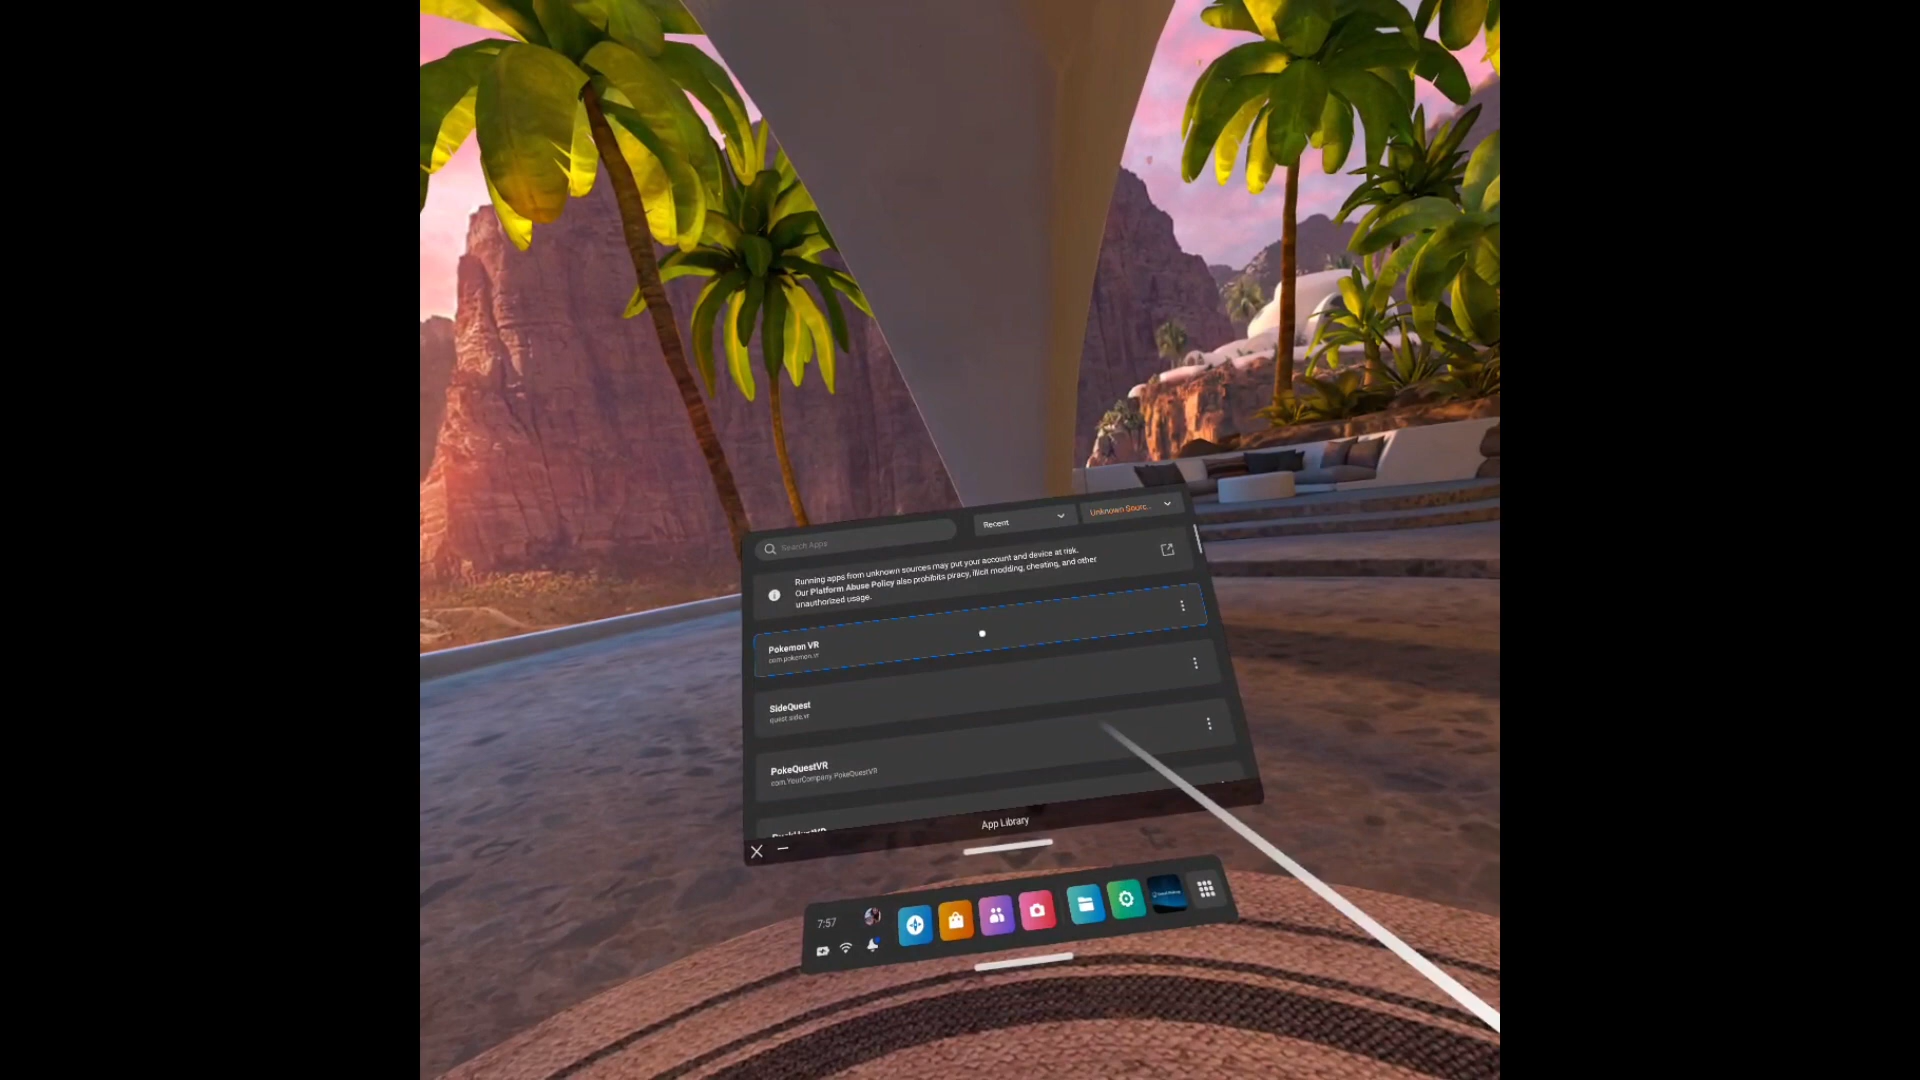 Search Apps
Recent
Unknown Sourc...
Running apps from unknown sources may put your account and device at risk.
Our Platform Abuse Policy also prohibits piracy, illicit modding, cheating, and other
unauthorized usage.
Pokemon VR
com.pokemon.vr
SideQuest
quest.side.vr
PokeQuestVR
com.YourCompany.PokeQuestVR
App Library
7:57